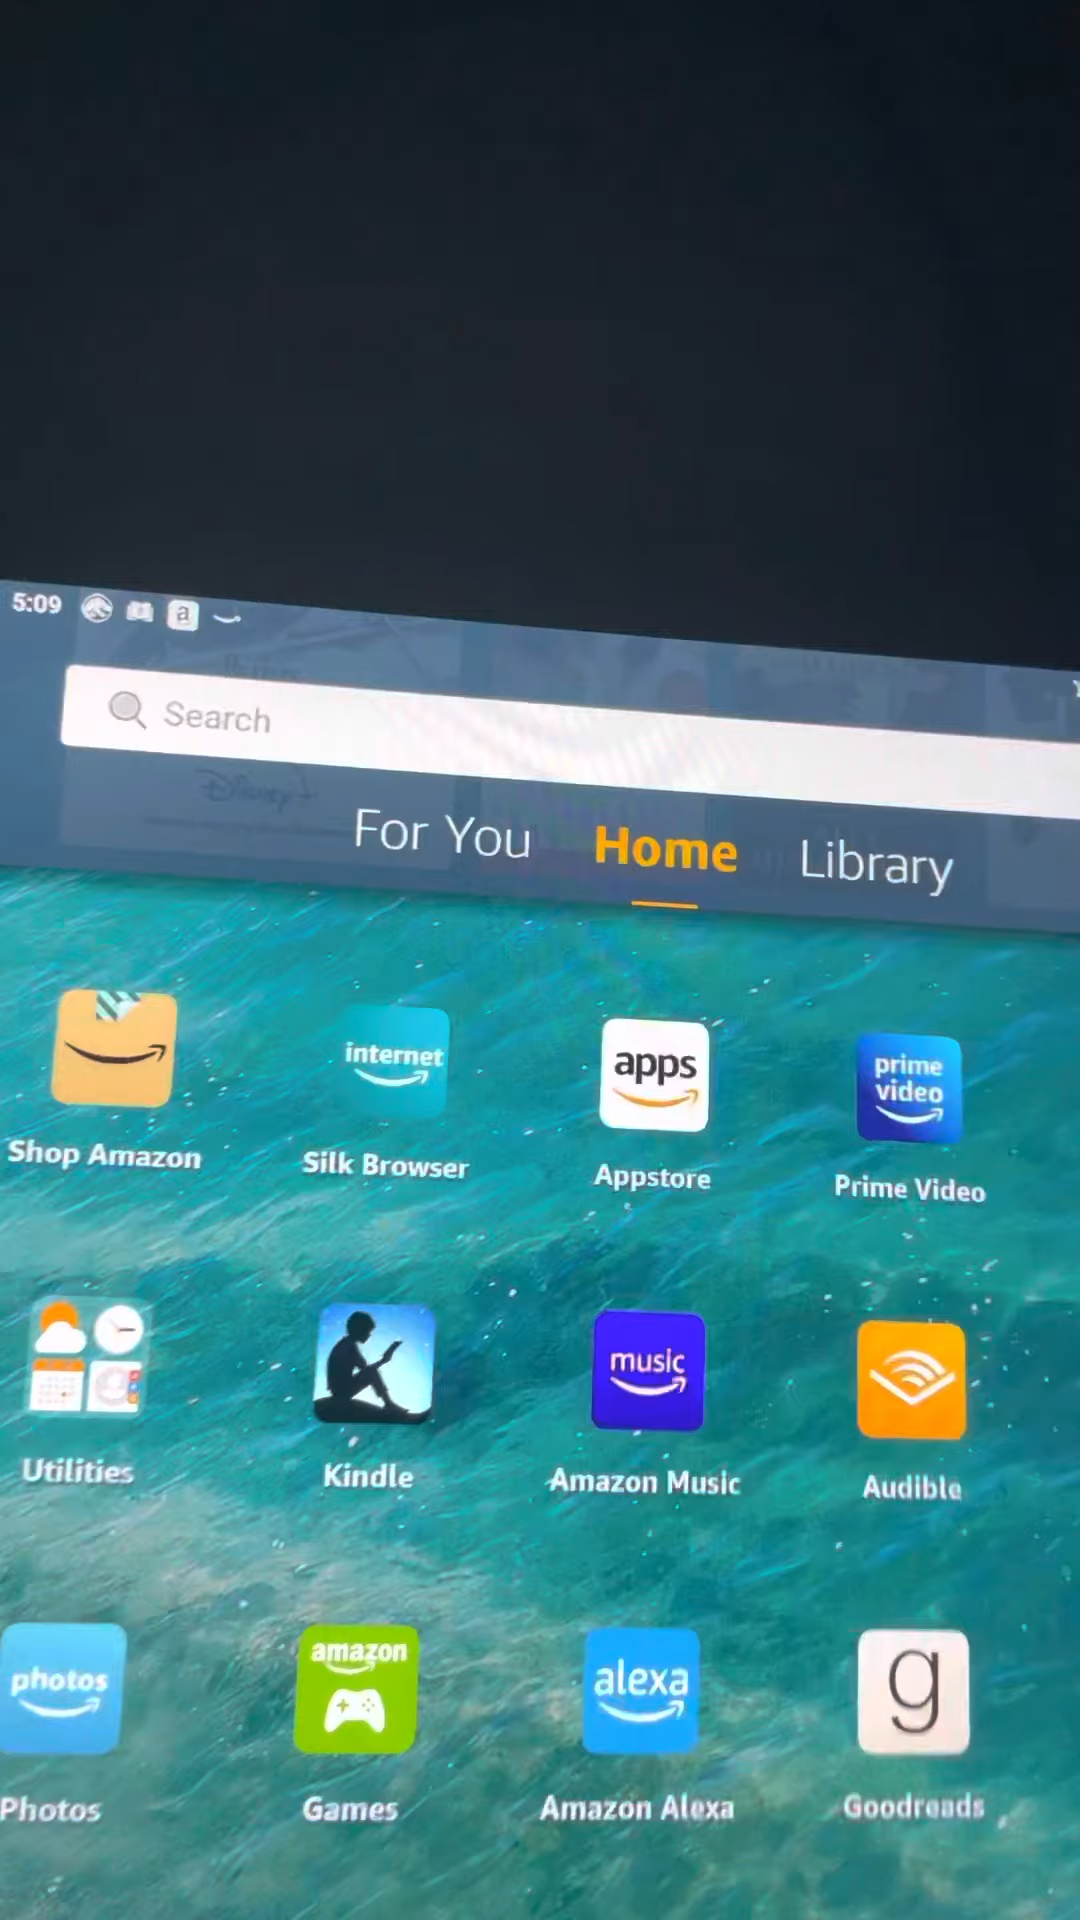 5:09 a
Search
Disney+
For You Home Library
internet apps prime video
Shop Amazon Silk Browser Appstore Prime Video
music
Utilities Kindle Amazon Music Audible
photos amazon alexa g
Photos Games Amazon Alexa Goodreads